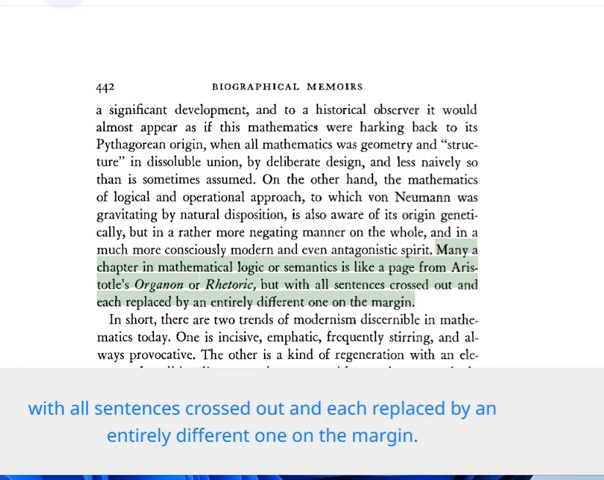 442 BIOGRAPHICAL MEMOIRS
a significant development, and to a historical observer it would
almost appear as if this mathematics were harking back to its
Pythagorean origin, when all mathematics was geometry and “struc-
ture” in dissoluble union, by deliberate design, and less naively so
than is sometimes assumed. On the other hand, the mathematics
of logical and operational approach, to which von Neumann was
gravitating by natural disposition, is also aware of its origin geneti-
cally, but in a rather more negating manner on the whole, and in a
much more consciously modern and even antagonistic spirit. Many a
chapter in mathematical logic or semantics is like a page from Aris-
totle’s Organon or Rhetoric, but with all sentences crossed out and
each replaced by an entirely different one on the margin.
In short, there are two trends of modernism discernible in mathe-
matics today. One is incisive, emphatic, frequently stirring, and al-
ways provocative. The other is a kind of regeneration with an ele-
with all sentences crossed out and each replaced by an
entirely different one on the margin.